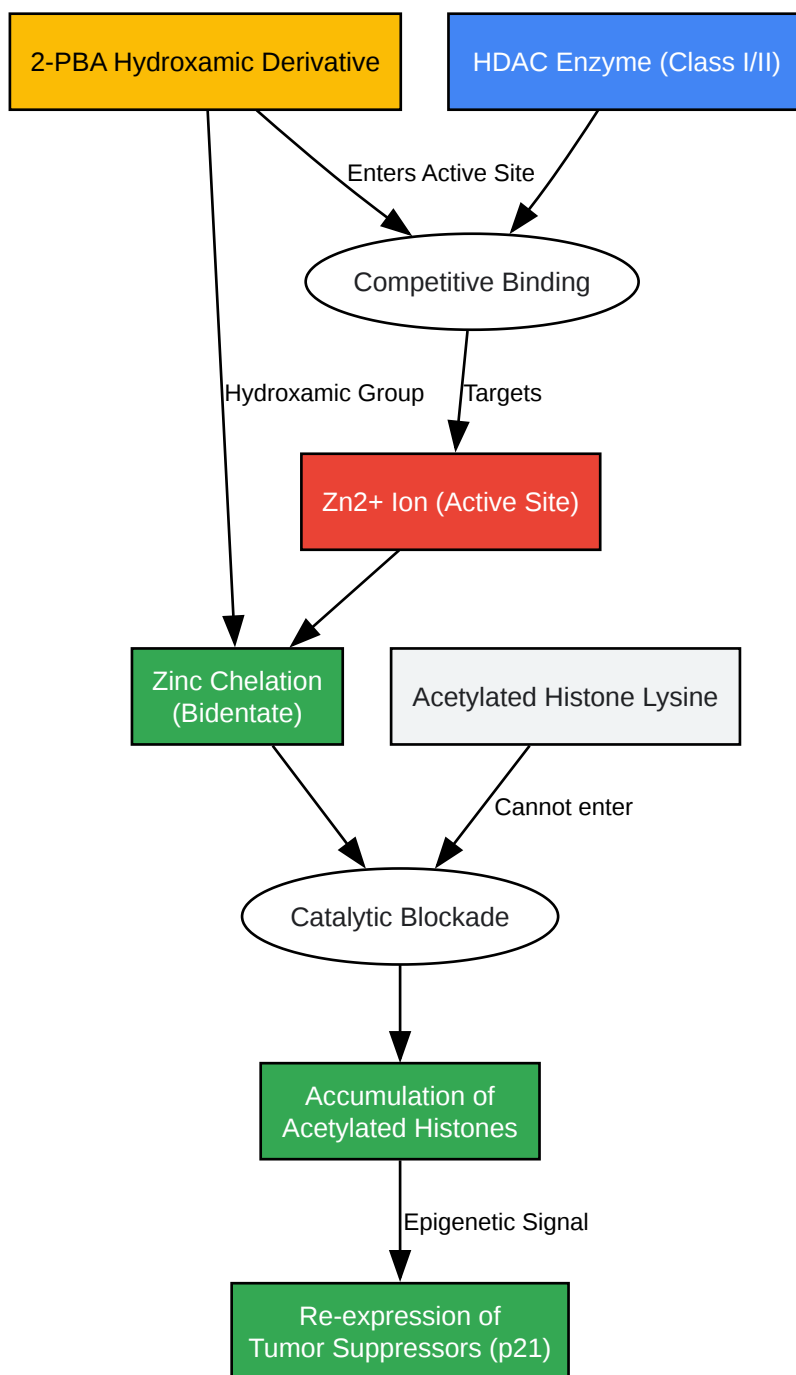 2-PBA Hydroxamic Derivative
HDAC Enzyme (Class I/II)
Enters Active Site
Competitive Binding
Hydroxamic Group
Targets
Zn2+ Ion (Active Site)
Zinc Chelation
(Bidentate)
Acetylated Histone Lysine
Cannot enter
Catalytic Blockade
Accumulation of
Acetylated Histones
Epigenetic Signal
Re-expression of
Tumor Suppressors (p21)